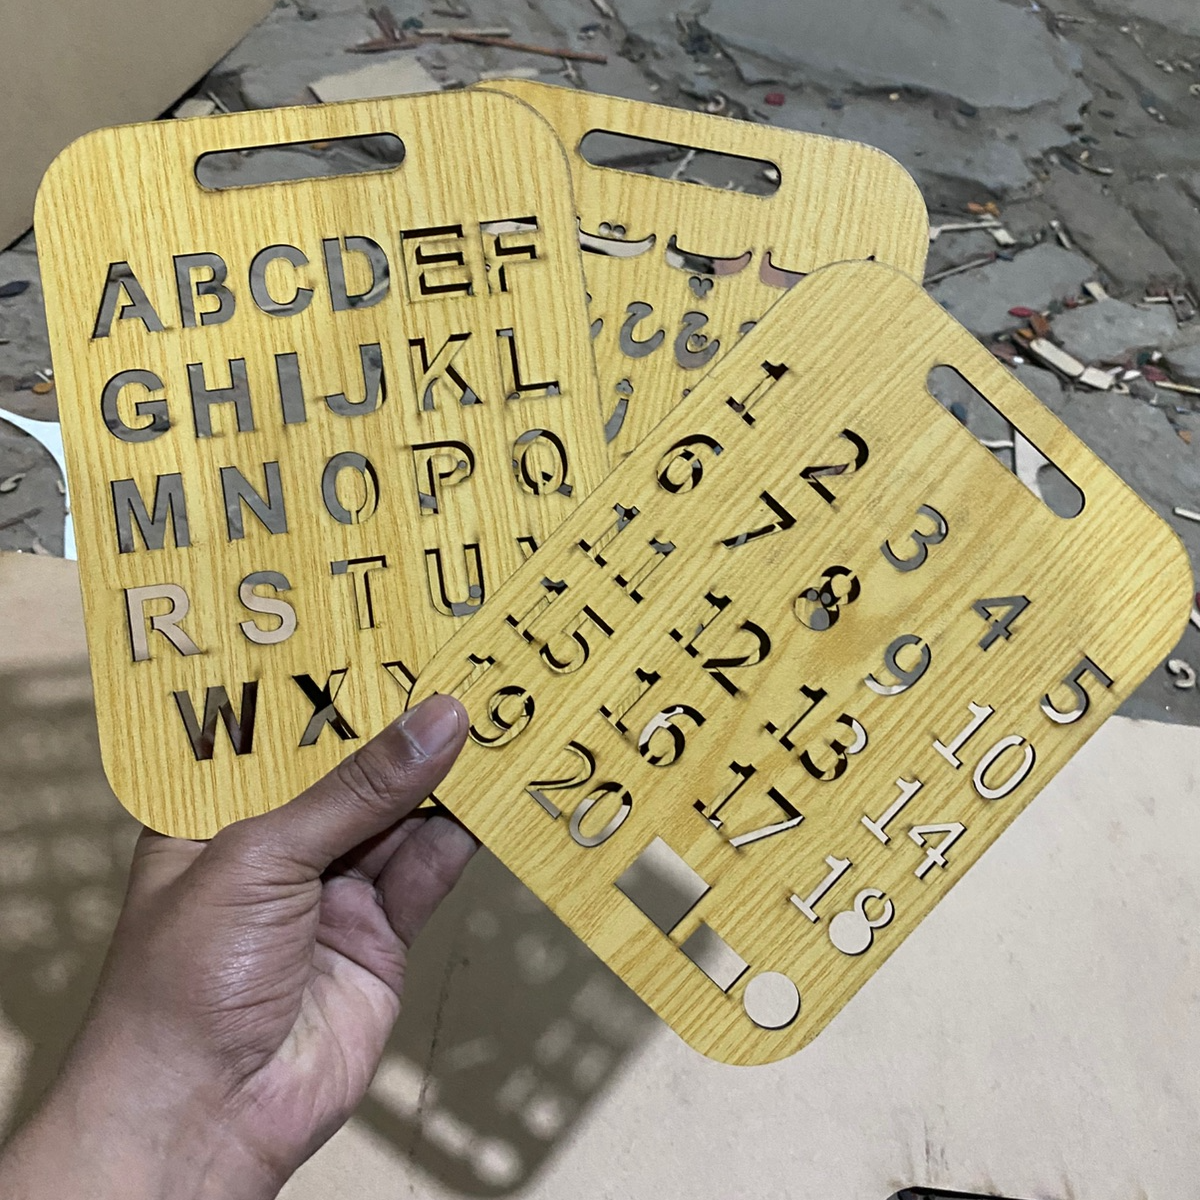 ABCDEF
GHIJKL
MNOPQ
RSTU
WX
ت پ ب
ح چ
1 2 3 4 5
6 7 8 9 10
11 12 13 14
15 16 17 18
19 20